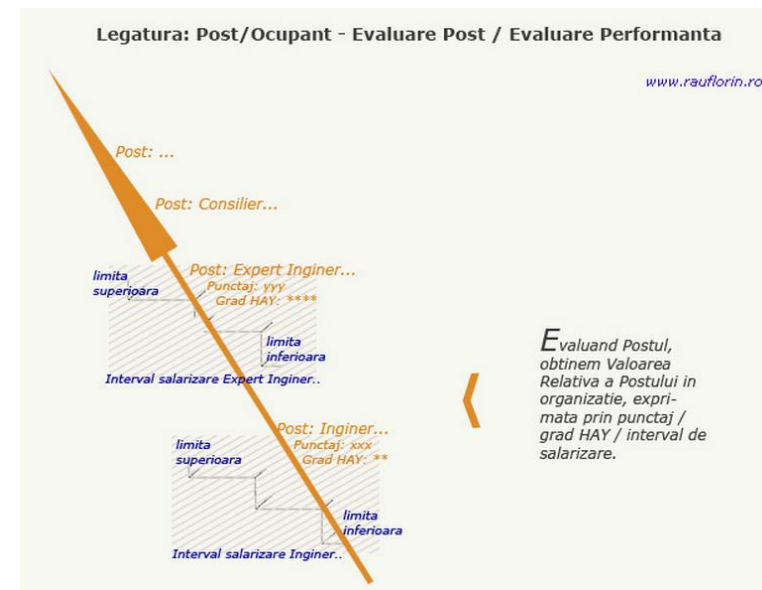 Legatura: Post/Ocupant - Evaluare Post / Evaluare Performanta
www.rauflorin.ro
Post: ...
Post: Consilier...
Post: Expert Inginer...
Punctaj: yyy
Grad HAY: ****
limita
superioara
limita
inferioara
Interval salarizare Expert Inginer..
Evaluand Postul,
obtinem Valoarea
Relativa a Postului in
organizatie, expri-
mata prin punctaj /
grad HAY / interval de
salarizare.
Post: Inginer...
Punctaj: xxx
Grad HAY: **
limita
superioara
limita
inferioara
Interval salarizare Inginer..